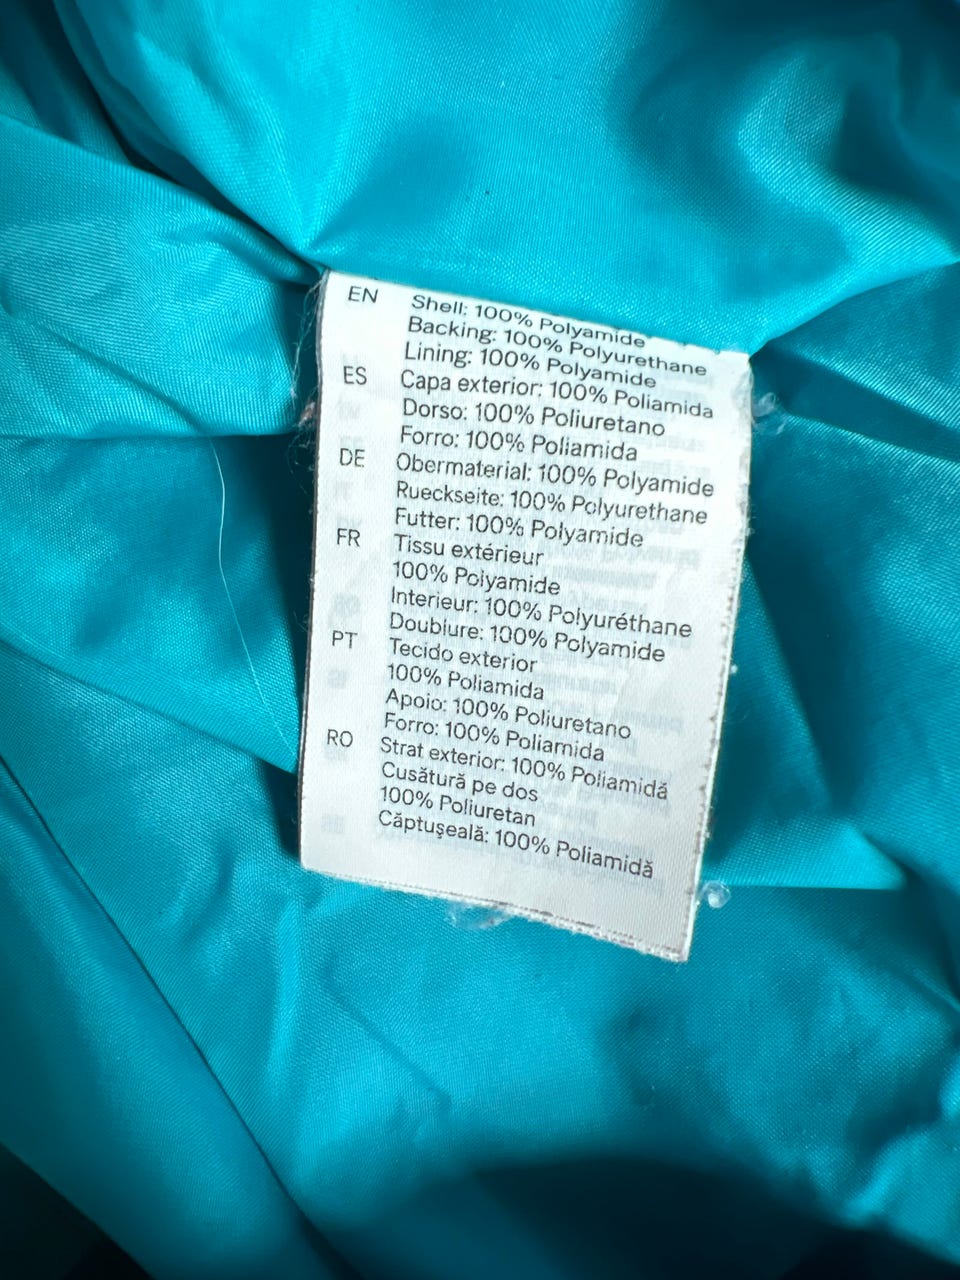 EN Shell: 100% Polyamide
Backing: 100% Polyurethane
Lining: 100% Polyamide
ES Capa exterior: 100% Poliamida
Dorso: 100% Poliuretano
Forro: 100% Poliamida
DE Obermaterial: 100% Polyamide
Rueckseite: 100% Polyurethane
Futter: 100% Polyamide
FR Tissu extérieur
100% Polyamide
Interieur: 100% Polyuréthane
Doublure: 100% Polyamide
PT Tecido exterior
100% Poliamida
Apoio: 100% Poliuretano
Forro: 100% Poliamida
RO Strat exterior: 100% Poliamidă
Cusătură pe dos
100% Poliuretan
Căptuşeală: 100% Poliamidă